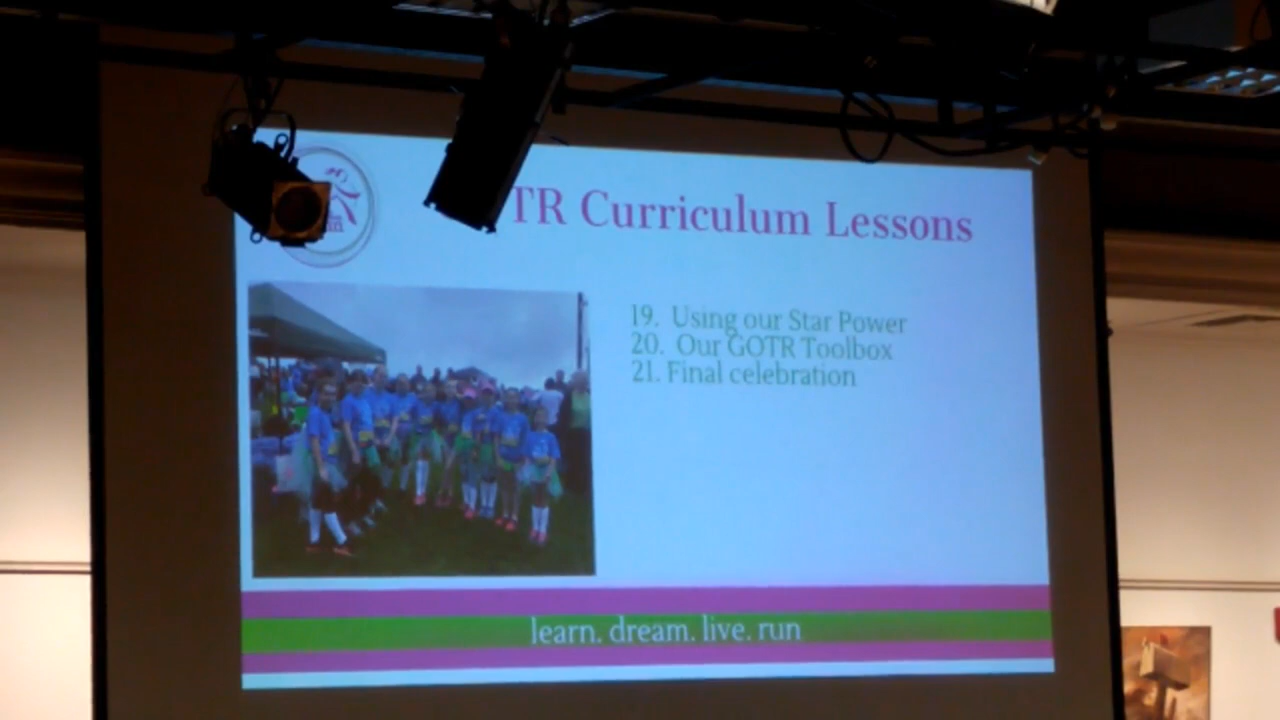 TR Curriculum Lessons
19. Using our Star Power
20. Our GOTR Toolbox
21. Final celebration
learn. dream. live. run